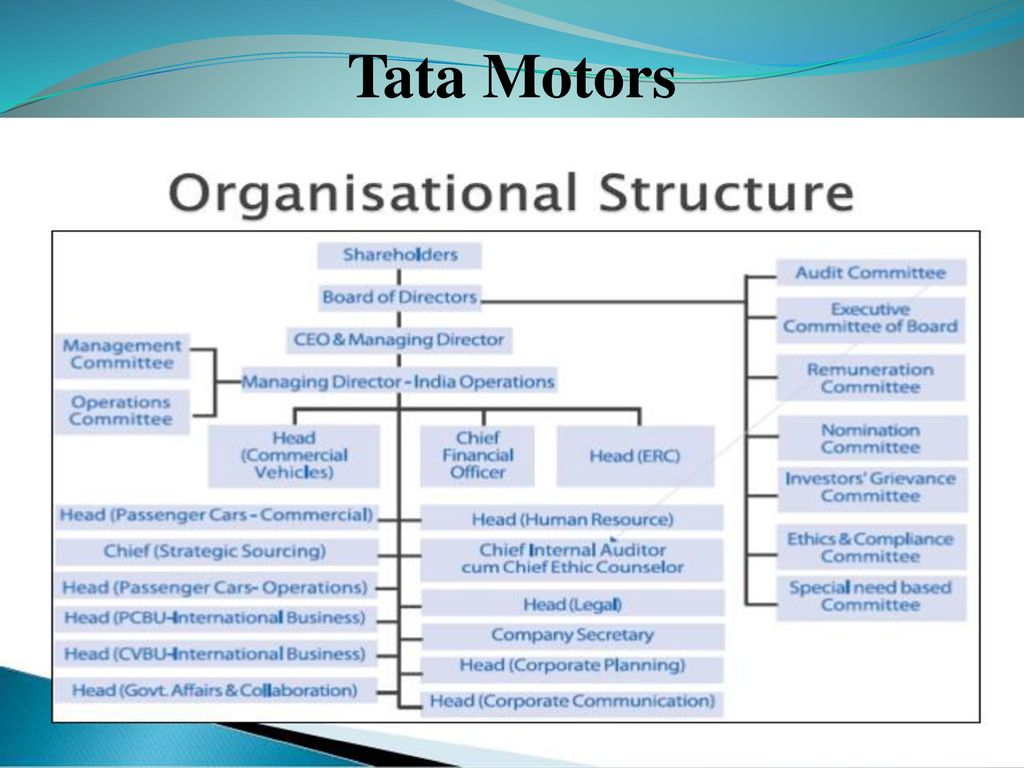 Tata Motors
Organisational Structure
Shareholders
Board of Directors
CEO & Managing Director
Managing Director - India Operations
Management
Committee
Operations
Committee
Head
(Commercial
Vehicles)
Chief
Financial
Officer
Head (ERC)
Head (Passenger Cars - Commercial)
Chief (Strategic Sourcing)
Head (Passenger Cars- Operations)
Head (PCBU-International Business)
Head (CVBU-International Business)
Head (Govt. Affairs & Collaboration)
Head (Human Resource)
Chief Internal Auditor
cum Chief Ethic Counselor
Head (Legal)
Company Secretary
Head (Corporate Planning)
Head (Corporate Communication)
Audit Committee
Executive
Committee of Board
Remuneration
Committee
Nomination
Committee
Investors' Grievance
Committee
Ethics & Compliance
Committee
Special need based
Committee